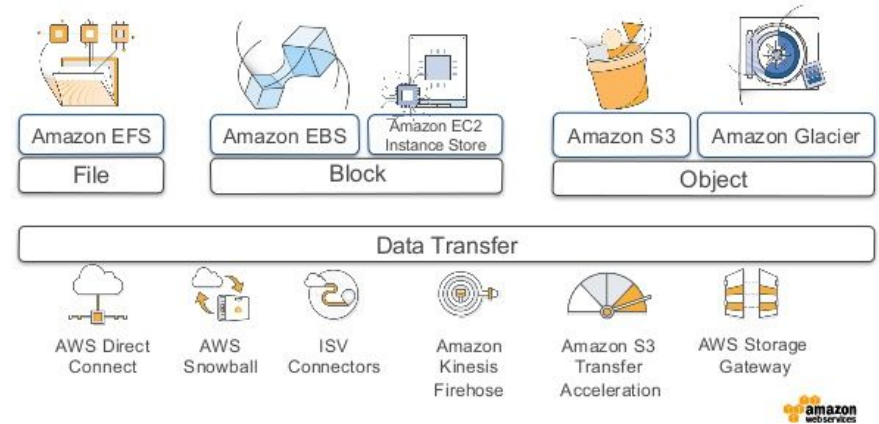 Amazon EFS
Amazon EBS
Amazon EC2
Instance Store
Amazon S3
Amazon Glacier
File
Block
Object
Data Transfer
AWS Direct
Connect
AWS
Snowball
ISV
Connectors
Amazon
Kinesis
Firehose
Amazon S3
Transfer
Acceleration
AWS Storage
Gateway
amazon
webservices